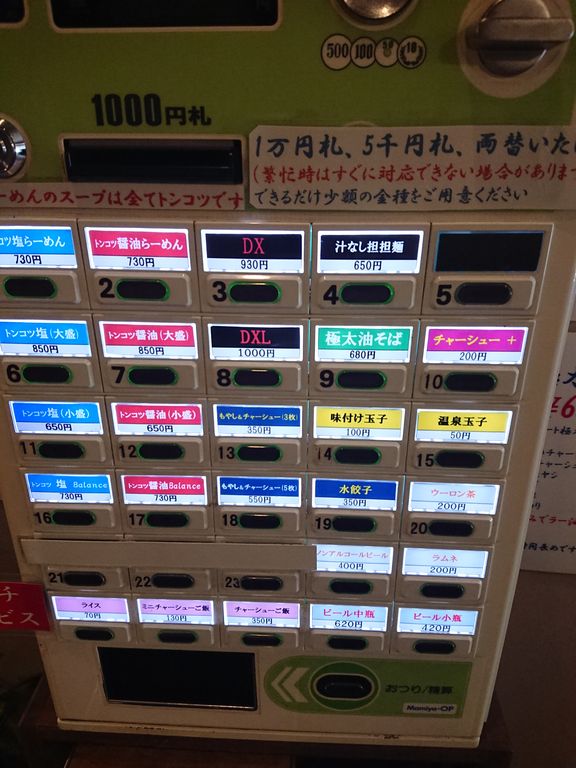 500 100 50 10
1000円札
1万円札、5千円札、両替いた
(繁忙時はすぐに対応できない場合がありま
できるだけ少額の金種をご用意ください
ーめんのスープは全てトンコツです
トンコツ塩らーめん 730円
トンコツ醤油らーめん 730円
DX 930円
汁なし担担麺 650円
2 3 4 5
トンコツ塩(大盛) 850円
トンコツ醤油(大盛) 850円
DXL 1000円
極太油そば 680円
チャーシュー + 200円
6 7 8 9 10
トンコツ塩(小盛) 650円
トンコツ醤油(小盛) 650円
もやし&チャーシュー(3枚) 350円
味付け玉子 100円
温泉玉子 50円
11 12 13 14 15
トンコツ 塩 Balance 730円
トンコツ醤油Balance 730円
もやし&チャーシュー(5枚) 550円
水餃子 350円
ウーロン茶 200円
16 17 18 19 20
ノンアルコールビール 400円
ラムネ 200円
21 22 23
ライス 70円
ミニチャーシューご飯 130円
チャーシューご飯 350円
ビール中瓶 620円
ビール小瓶 420円
ビス
おつり/精算
Mamiya-OP